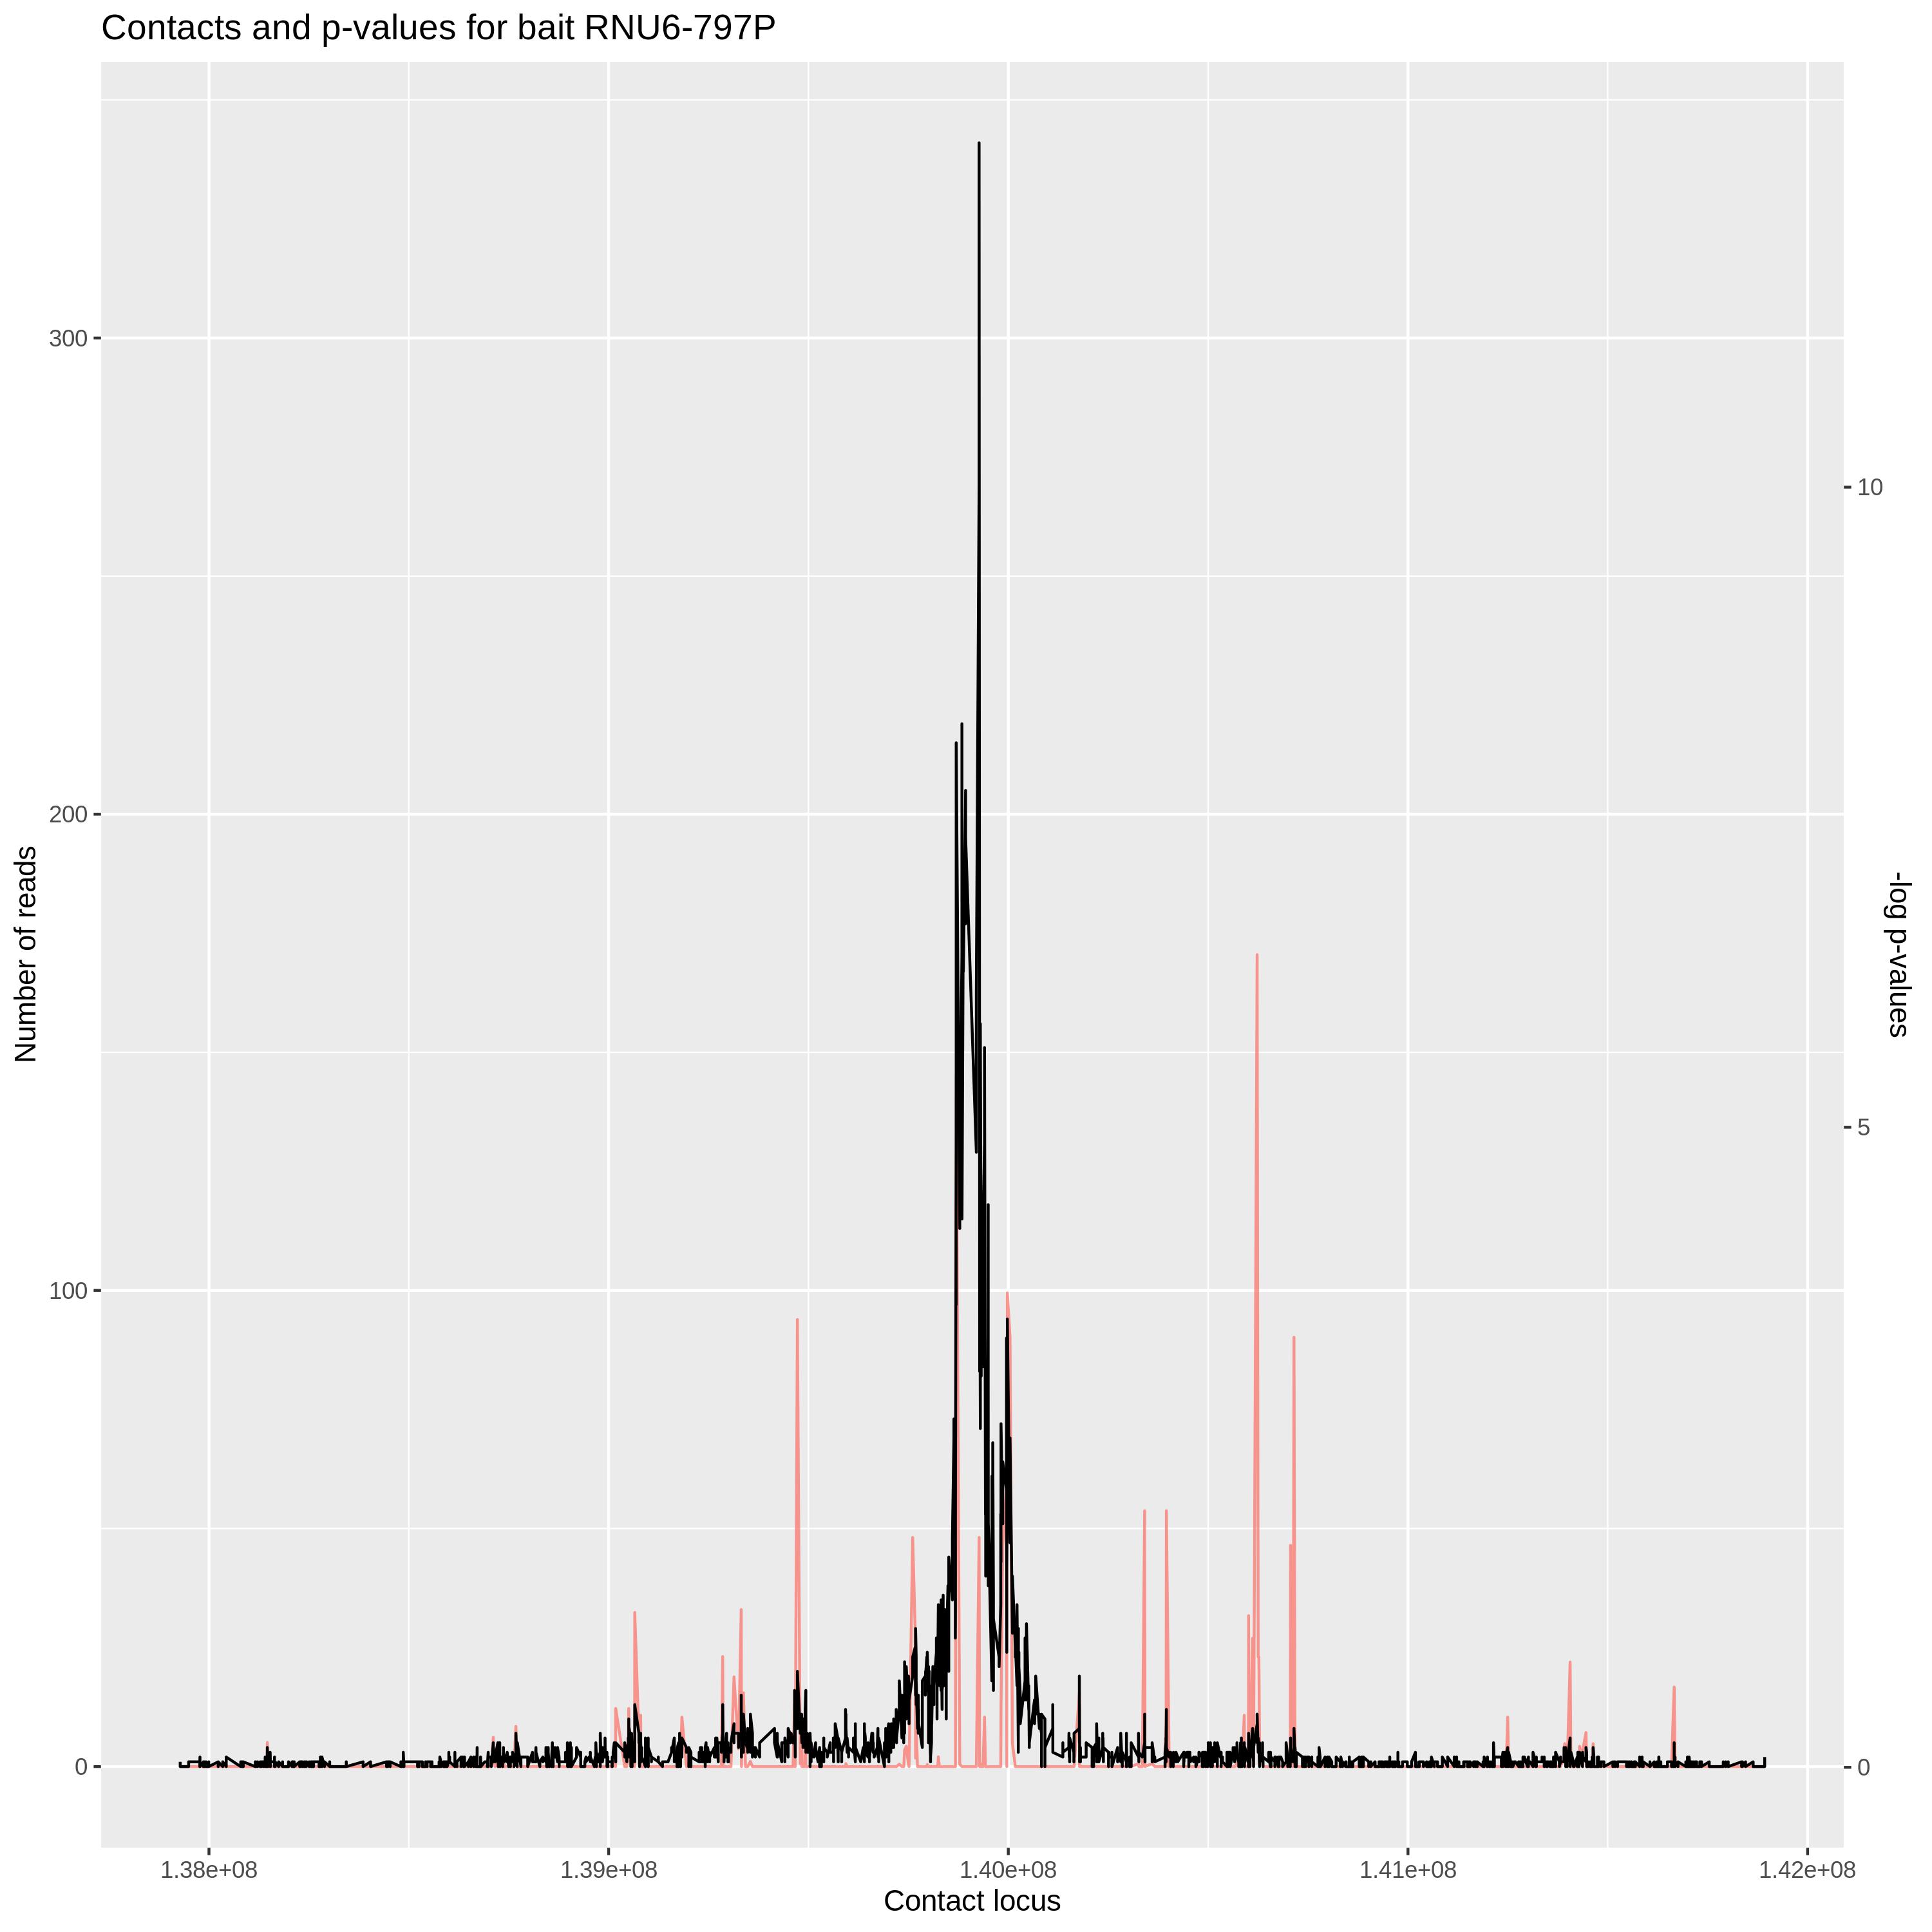 Contacts and p-values for bait RNU6-797P
300
200
100
0
Number of reads
10
5
0
-log p-values
1.38e+08
1.39e+08
1.40e+08
1.41e+08
1.42e+08
Contact locus